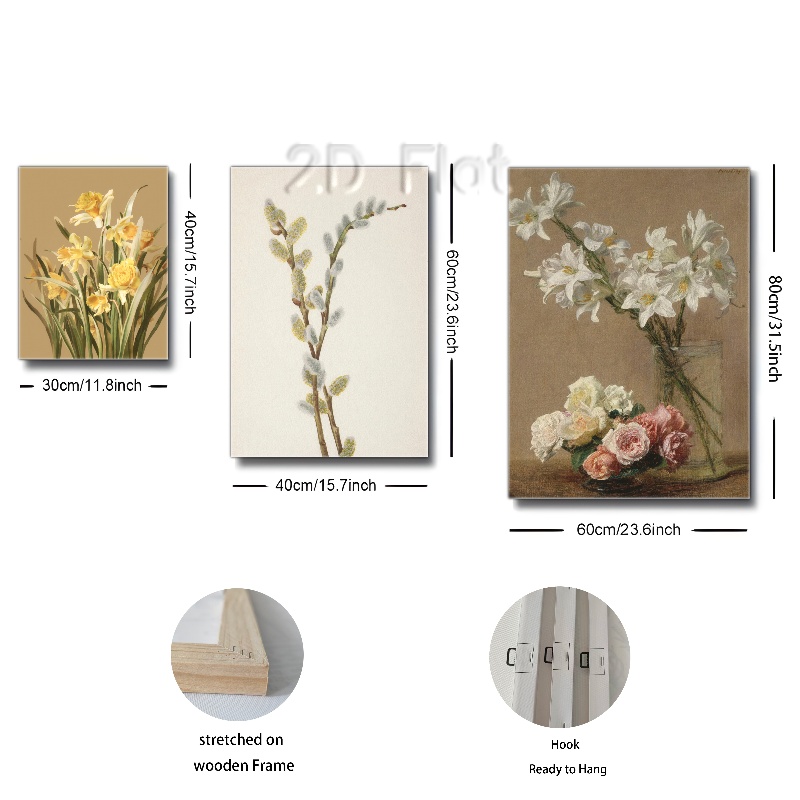 2D Flat
40cm/15.7inch
30cm/11.8inch
60cm/23.6inch
40cm/15.7inch
80cm/31.5inch
60cm/23.6inch
stretched on
wooden Frame
Hook
Ready to Hang